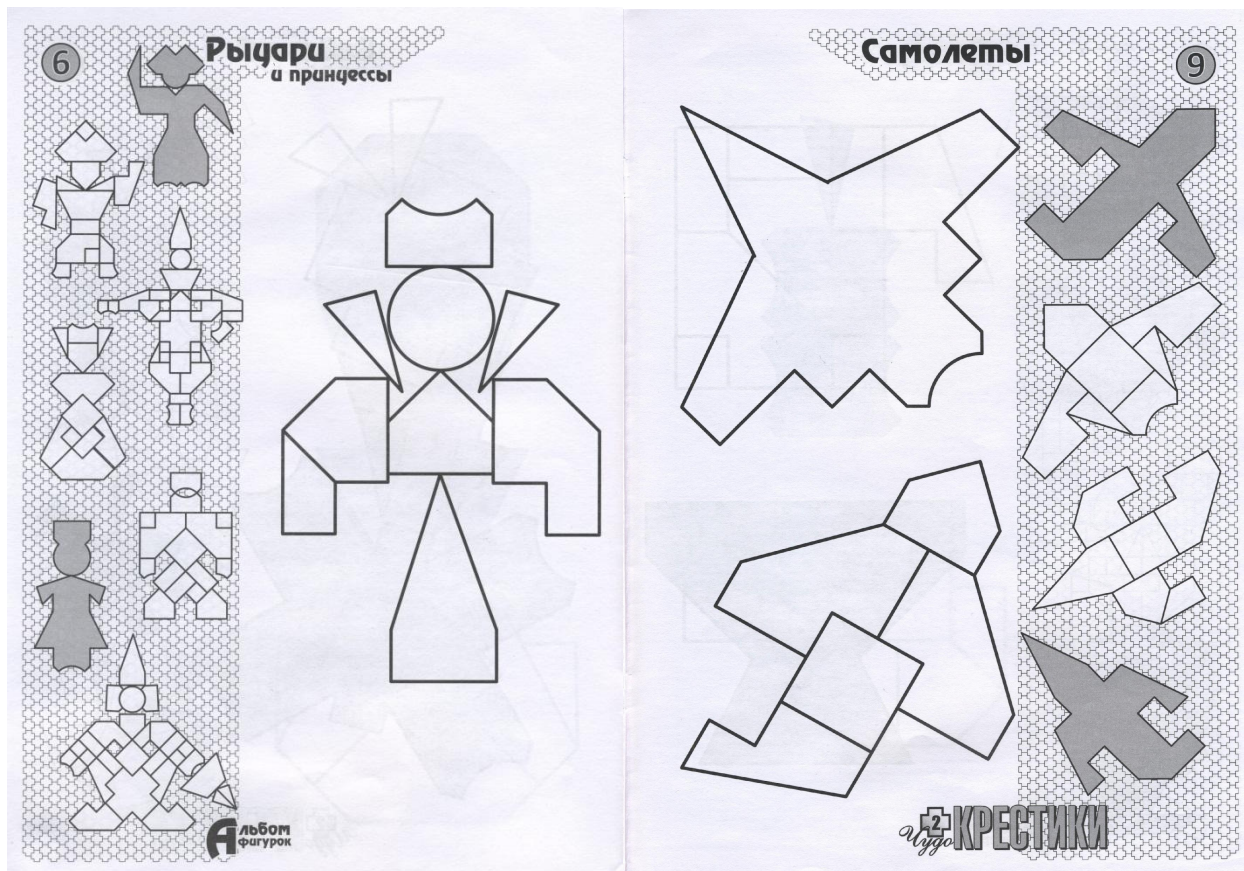 6
Рыцари
и принцессы
Альбом
фигурок
Самолеты
9
Чудо 2 КРЕСТИКИ